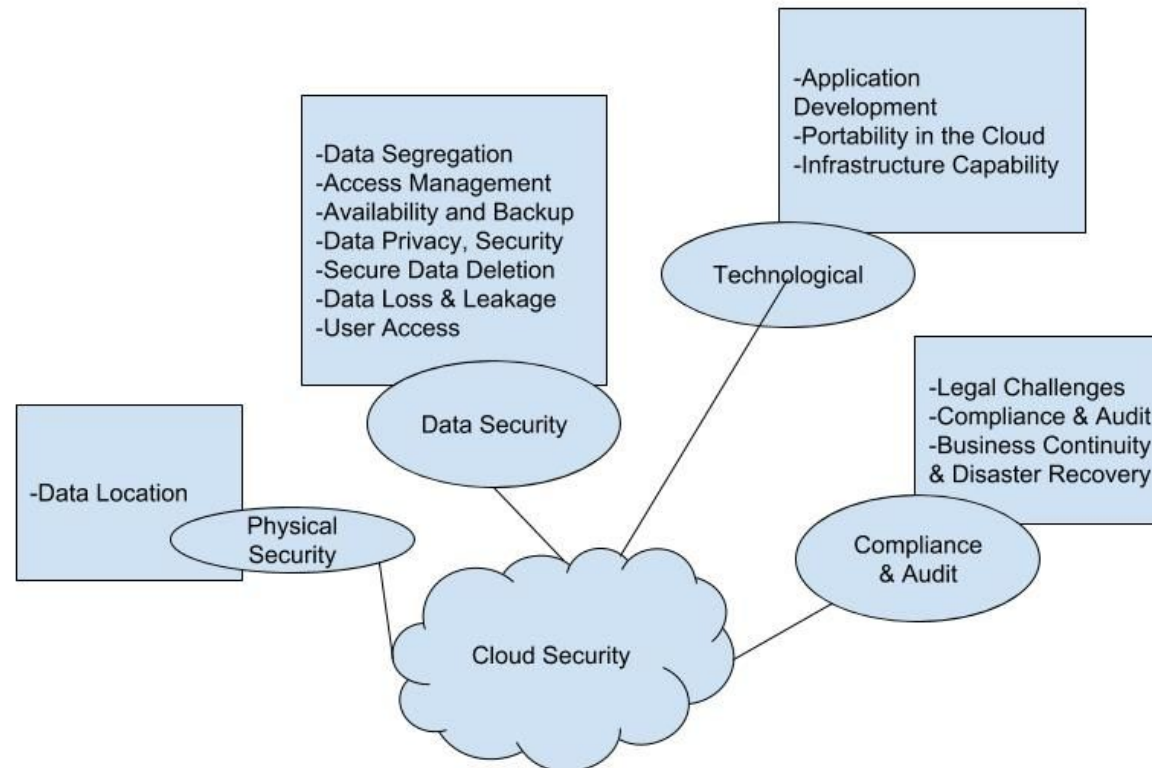 -Application
Development
-Portability in the Cloud
-Infrastructure Capability
Technological
-Data Segregation
-Access Management
-Availability and Backup
-Data Privacy, Security
-Secure Data Deletion
-Data Loss & Leakage
-User Access
Data Security
-Legal Challenges
-Compliance & Audit
-Business Continuity
& Disaster Recovery
Compliance
& Audit
-Data Location
Physical
Security
Cloud Security